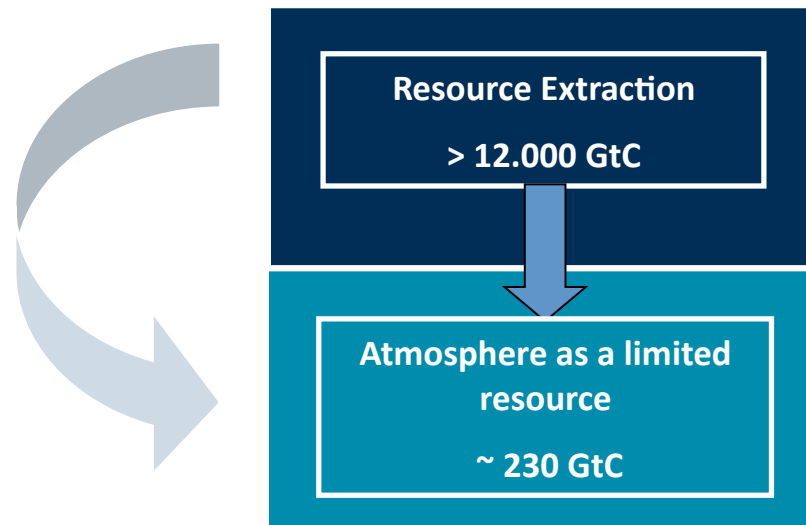 Resource Extraction
> 12.000 GtC
Atmosphere as a limited
resource
~ 230 GtC